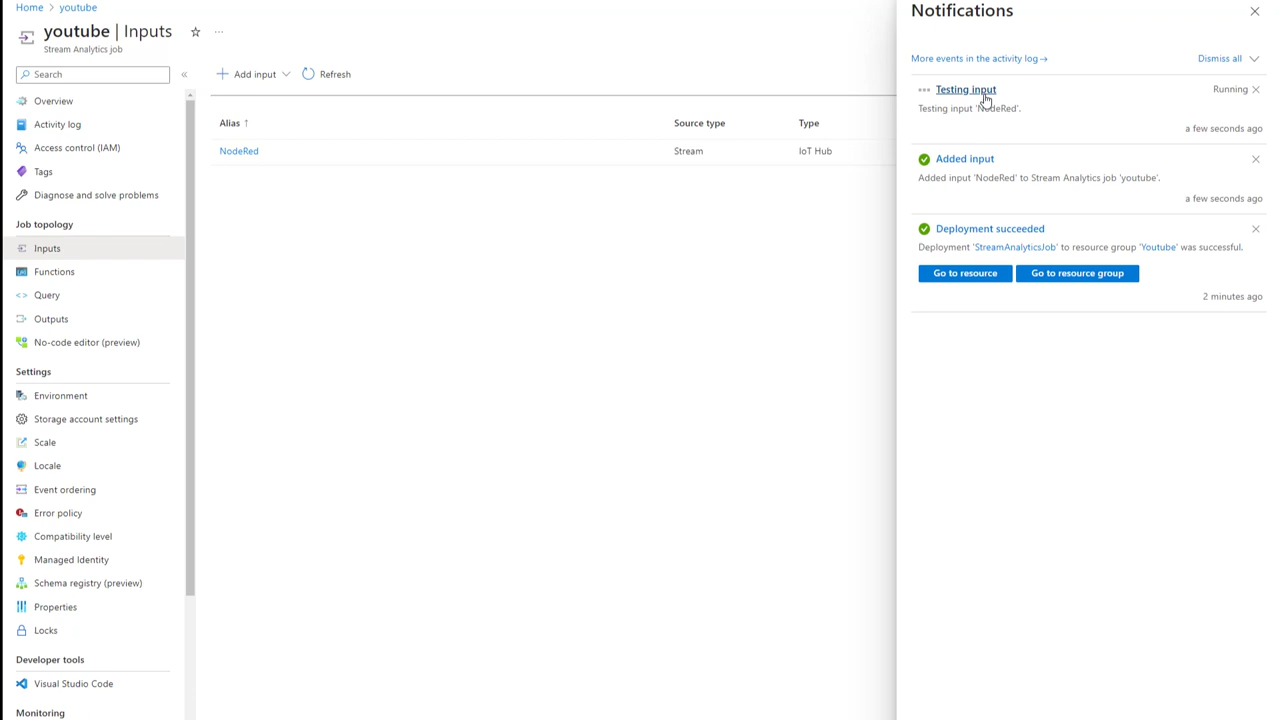 Home > youtube
youtube | Inputs
Stream Analytics job
Search
Overview
Activity log
Access control (IAM)
Tags
Diagnose and solve problems
Job topology
Inputs
Functions
Query
Outputs
No-code editor (preview)
Settings
Environment
Storage account settings
Scale
Locale
Event ordering
Error policy
Compatibility level
Managed Identity
Schema registry (preview)
Properties
Locks
Developer tools
Visual Studio Code
Monitoring
Add input
Refresh
Alias ↑ Source type Type
NodeRed Stream IoT Hub
Notifications
More events in the activity log → Dismiss all
Testing input Running
Testing input 'NodeRed'.
a few seconds ago
Added input
Added input 'NodeRed' to Stream Analytics job 'youtube'.
a few seconds ago
Deployment succeeded
Deployment 'StreamAnalyticsJob' to resource group 'Youtube' was successful.
Go to resource Go to resource group
2 minutes ago